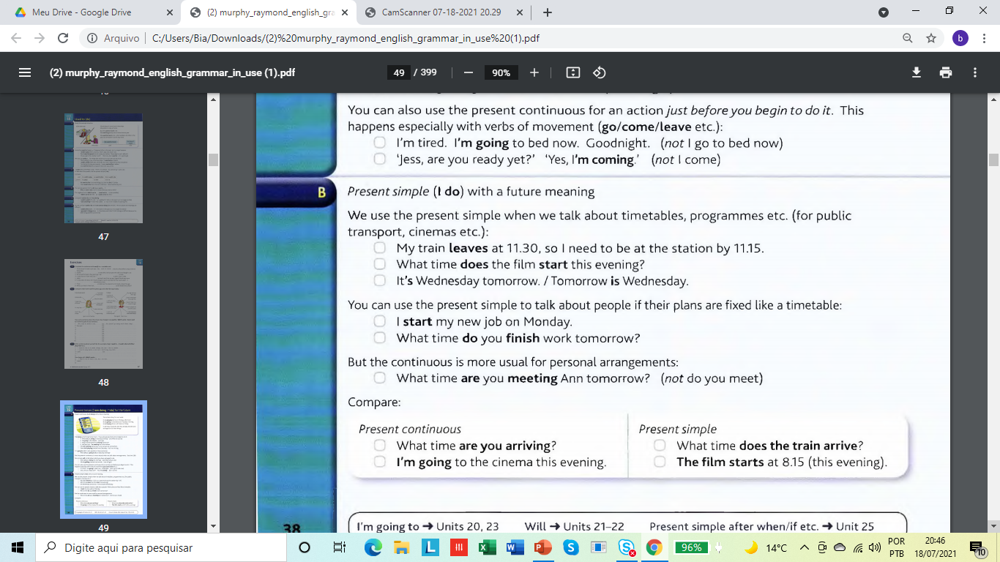 Meu Drive - Google Drive
(2) murphy_raymond_english_gra
CamScanner 07-18-2021 20.29
Arquivo
C:/Users/Bia/Downloads/(2)%20murphy_raymond_english_grammar_in_use%20(1).pdf
b
(2) murphy_raymond_english_grammar_in_use (1).pdf
49 / 399
90%
47
48
49
You can also use the present continuous for an action just before you begin to do it. This
happens especially with verbs of movement (go/come/leave etc.):
I'm tired. I'm going to bed now. Goodnight. (not I go to bed now)
'Jess, are you ready yet?' 'Yes, I'm coming.' (not I come)
B
Present simple (I do) with a future meaning
We use the present simple when we talk about timetables, programmes etc. (for public
transport, cinemas etc.):
My train leaves at 11.30, so I need to be at the station by 11.15.
What time does the film start this evening?
It's Wednesday tomorrow. / Tomorrow is Wednesday.
You can use the present simple to talk about people if their plans are fixed like a timetable:
I start my new job on Monday.
What time do you finish work tomorrow?
But the continuous is more usual for personal arrangements:
What time are you meeting Ann tomorrow? (not do you meet)
Compare:
Present continuous
What time are you arriving?
I'm going to the cinema this evening.
Present simple
What time does the train arrive?
The film starts at 8.15 (this evening).
38
I'm going to → Units 20, 23 Will → Units 21–22 Present simple after when/if etc. → Unit 25
Digite aqui para pesquisar
96%
14°C
POR
PTB
20:46
18/07/2021
10